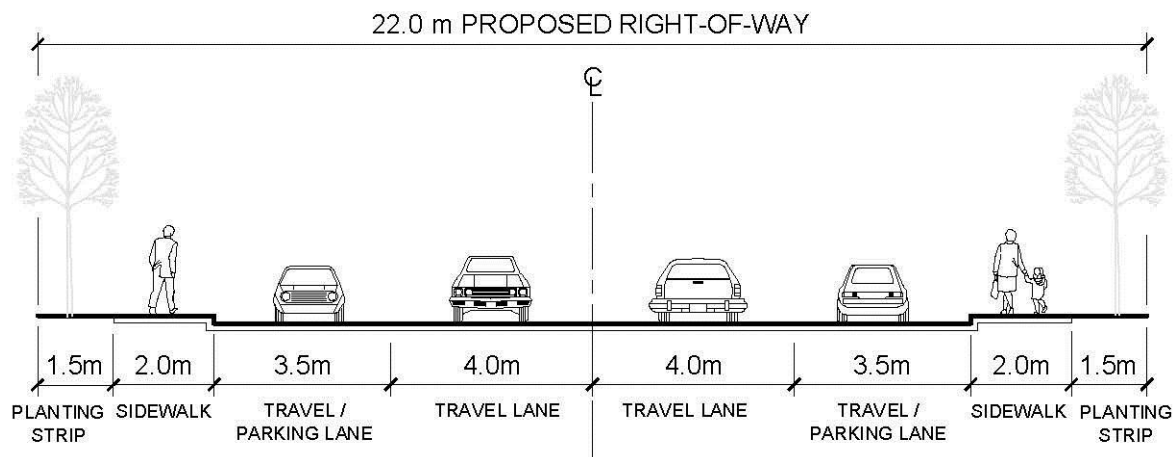 22.0 m PROPOSED RIGHT-OF-WAY
℄
1.5m 2.0m 3.5m 4.0m 4.0m 3.5m 2.0m 1.5m
PLANTING SIDEWALK TRAVEL / TRAVEL LANE TRAVEL LANE TRAVEL / SIDEWALK PLANTING
STRIP PARKING LANE PARKING LANE STRIP